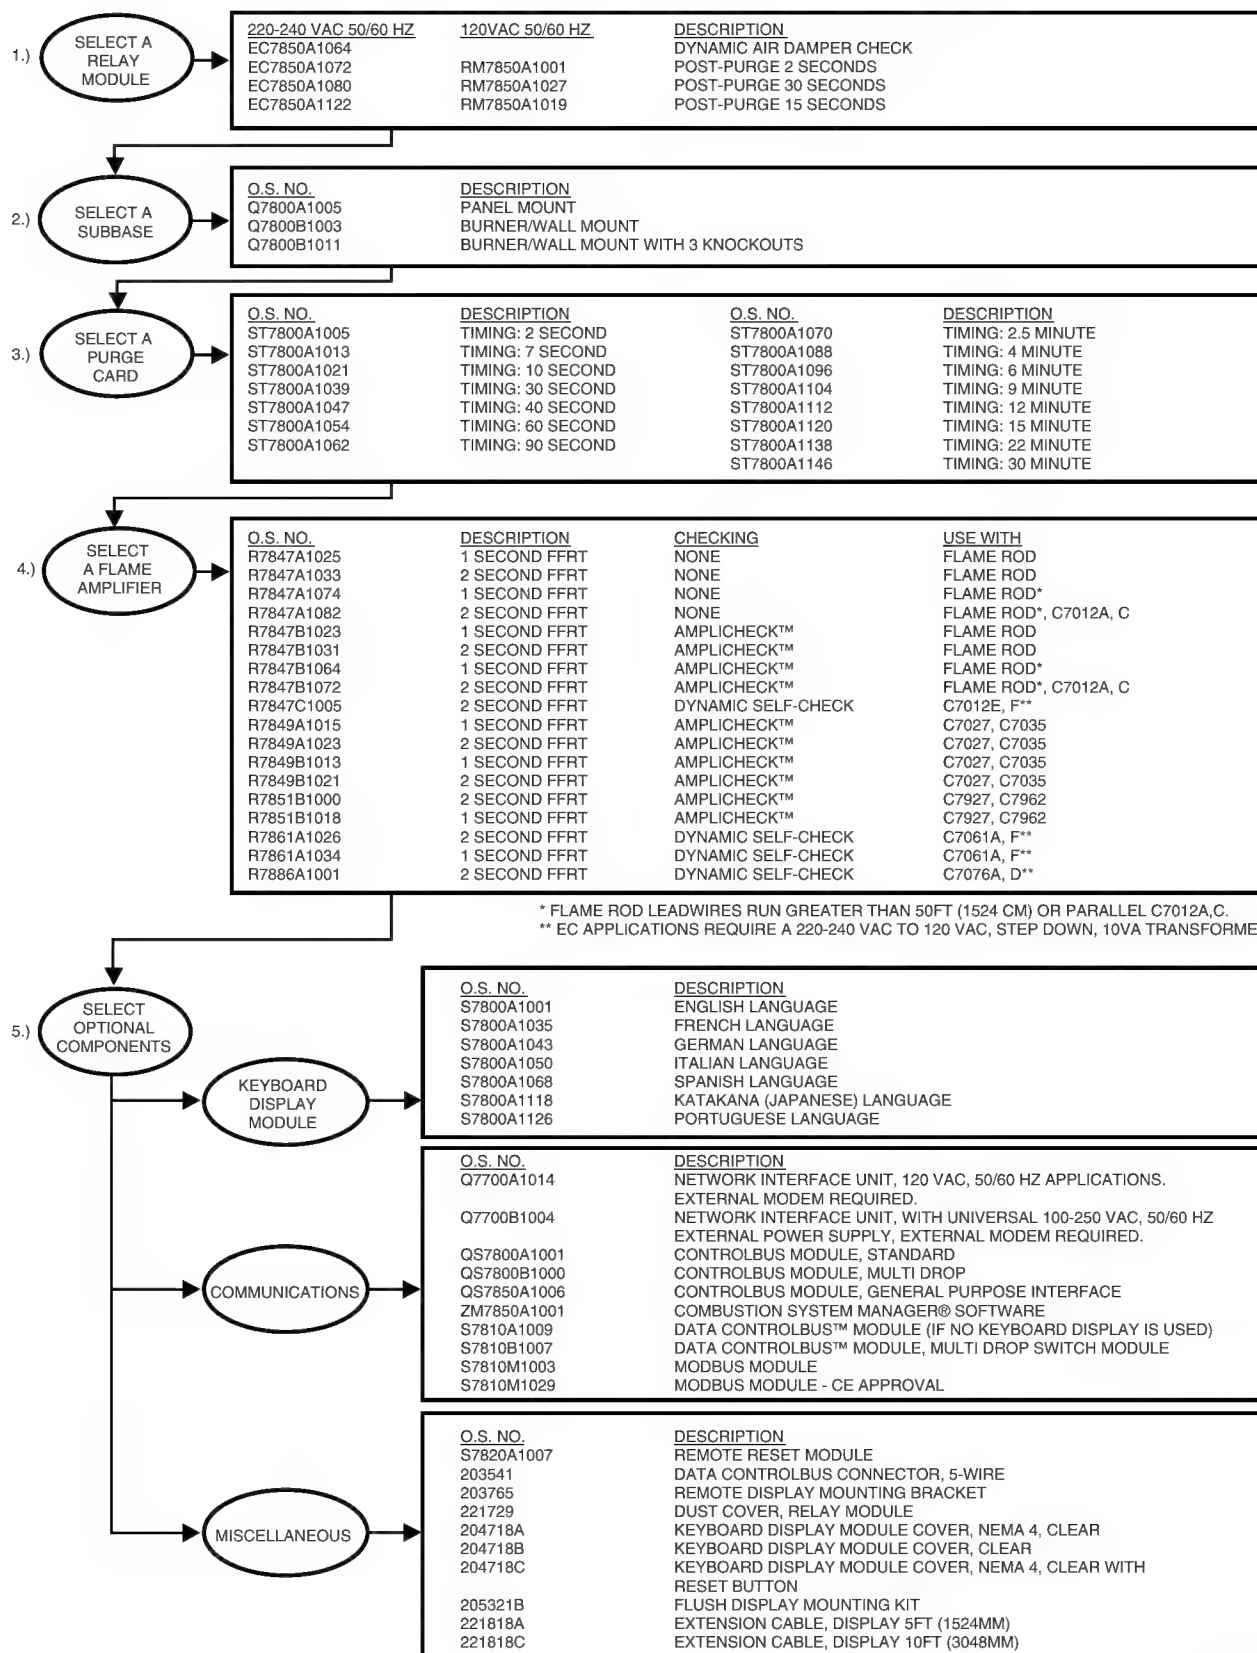 1.) SELECT A RELAY MODULE
220-240 VAC 50/60 HZ 120VAC 50/60 HZ DESCRIPTION
EC7850A1064 DYNAMIC AIR DAMPER CHECK
EC7850A1072 RM7850A1001 POST-PURGE 2 SECONDS
EC7850A1080 RM7850A1027 POST-PURGE 30 SECONDS
EC7850A1122 RM7850A1019 POST-PURGE 15 SECONDS
2.) SELECT A SUBBASE
O.S. NO. DESCRIPTION
Q7800A1005 PANEL MOUNT
Q7800B1003 BURNER/WALL MOUNT
Q7800B1011 BURNER/WALL MOUNT WITH 3 KNOCKOUTS
3.) SELECT A PURGE CARD
O.S. NO. DESCRIPTION O.S. NO. DESCRIPTION
ST7800A1005 TIMING: 2 SECOND ST7800A1070 TIMING: 2.5 MINUTE
ST7800A1013 TIMING: 7 SECOND ST7800A1088 TIMING: 4 MINUTE
ST7800A1021 TIMING: 10 SECOND ST7800A1096 TIMING: 6 MINUTE
ST7800A1039 TIMING: 30 SECOND ST7800A1104 TIMING: 9 MINUTE
ST7800A1047 TIMING: 40 SECOND ST7800A1112 TIMING: 12 MINUTE
ST7800A1054 TIMING: 60 SECOND ST7800A1120 TIMING: 15 MINUTE
ST7800A1062 TIMING: 90 SECOND ST7800A1138 TIMING: 22 MINUTE
ST7800A1146 TIMING: 30 MINUTE
4.) SELECT A FLAME AMPLIFIER
O.S. NO. DESCRIPTION CHECKING USE WITH
R7847A1025 1 SECOND FFRT NONE FLAME ROD
R7847A1033 2 SECOND FFRT NONE FLAME ROD
R7847A1074 1 SECOND FFRT NONE FLAME ROD*
R7847A1082 2 SECOND FFRT NONE FLAME ROD*, C7012A, C
R7847B1023 1 SECOND FFRT AMPLICHECK™ FLAME ROD
R7847B1031 2 SECOND FFRT AMPLICHECK™ FLAME ROD
R7847B1064 1 SECOND FFRT AMPLICHECK™ FLAME ROD*
R7847B1072 2 SECOND FFRT AMPLICHECK™ FLAME ROD*, C7012A, C
R7847C1005 2 SECOND FFRT DYNAMIC SELF-CHECK C7012E, F**
R7849A1015 1 SECOND FFRT AMPLICHECK™ C7027, C7035
R7849A1023 2 SECOND FFRT AMPLICHECK™ C7027, C7035
R7849B1013 1 SECOND FFRT AMPLICHECK™ C7027, C7035
R7849B1021 2 SECOND FFRT AMPLICHECK™ C7027, C7035
R7851B1000 2 SECOND FFRT AMPLICHECK™ C7927, C7962
R7851B1018 1 SECOND FFRT AMPLICHECK™ C7927, C7962
R7861A1026 2 SECOND FFRT DYNAMIC SELF-CHECK C7061A, F**
R7861A1034 1 SECOND FFRT DYNAMIC SELF-CHECK C7061A, F**
R7886A1001 2 SECOND FFRT DYNAMIC SELF-CHECK C7076A, D**
* FLAME ROD LEADWIRES RUN GREATER THAN 50FT (1524 CM) OR PARALLEL C7012A,C.
** EC APPLICATIONS REQUIRE A 220-240 VAC TO 120 VAC, STEP DOWN, 10VA TRANSFORME
5.) SELECT OPTIONAL COMPONENTS
KEYBOARD DISPLAY MODULE
O.S. NO. DESCRIPTION
S7800A1001 ENGLISH LANGUAGE
S7800A1035 FRENCH LANGUAGE
S7800A1043 GERMAN LANGUAGE
S7800A1050 ITALIAN LANGUAGE
S7800A1068 SPANISH LANGUAGE
S7800A1118 KATAKANA (JAPANESE) LANGUAGE
S7800A1126 PORTUGUESE LANGUAGE
COMMUNICATIONS
O.S. NO. DESCRIPTION
Q7700A1014 NETWORK INTERFACE UNIT, 120 VAC, 50/60 HZ APPLICATIONS.
EXTERNAL MODEM REQUIRED.
Q7700B1004 NETWORK INTERFACE UNIT, WITH UNIVERSAL 100-250 VAC, 50/60 HZ
EXTERNAL POWER SUPPLY, EXTERNAL MODEM REQUIRED.
QS7800A1001 CONTROLBUS MODULE, STANDARD
QS7800B1000 CONTROLBUS MODULE, MULTI DROP
QS7850A1006 CONTROLBUS MODULE, GENERAL PURPOSE INTERFACE
ZM7850A1001 COMBUSTION SYSTEM MANAGER® SOFTWARE
S7810A1009 DATA CONTROLBUS™ MODULE (IF NO KEYBOARD DISPLAY IS USED)
S7810B1007 DATA CONTROLBUS™ MODULE, MULTI DROP SWITCH MODULE
S7810M1003 MODBUS MODULE
S7810M1029 MODBUS MODULE - CE APPROVAL
MISCELLANEOUS
O.S. NO. DESCRIPTION
S7820A1007 REMOTE RESET MODULE
203541 DATA CONTROLBUS CONNECTOR, 5-WIRE
203765 REMOTE DISPLAY MOUNTING BRACKET
221729 DUST COVER, RELAY MODULE
204718A KEYBOARD DISPLAY MODULE COVER, NEMA 4, CLEAR
204718B KEYBOARD DISPLAY MODULE COVER, CLEAR
204718C KEYBOARD DISPLAY MODULE COVER, NEMA 4, CLEAR WITH
RESET BUTTON
205321B FLUSH DISPLAY MOUNTING KIT
221818A EXTENSION CABLE, DISPLAY 5FT (1524MM)
221818C EXTENSION CABLE, DISPLAY 10FT (3048MM)